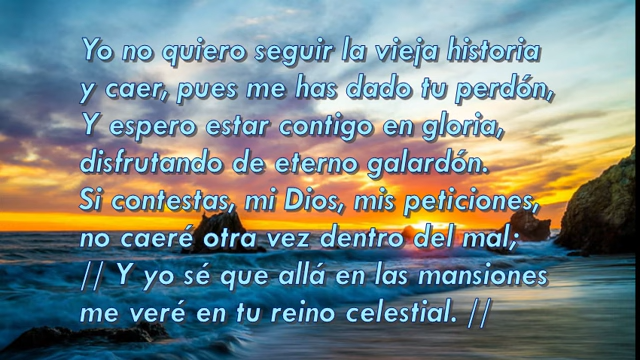 Yo no quiero seguir la vieja historia
y caer, pues me has dado tu perdón,
Y espero estar contigo en gloria,
disfrutando de eterno galardón.
Si contestas, mi Dios, mis peticiones,
no caeré otra vez dentro del mal;
// Y yo sé que allá en las mansiones
me veré en tu reino celestial. //